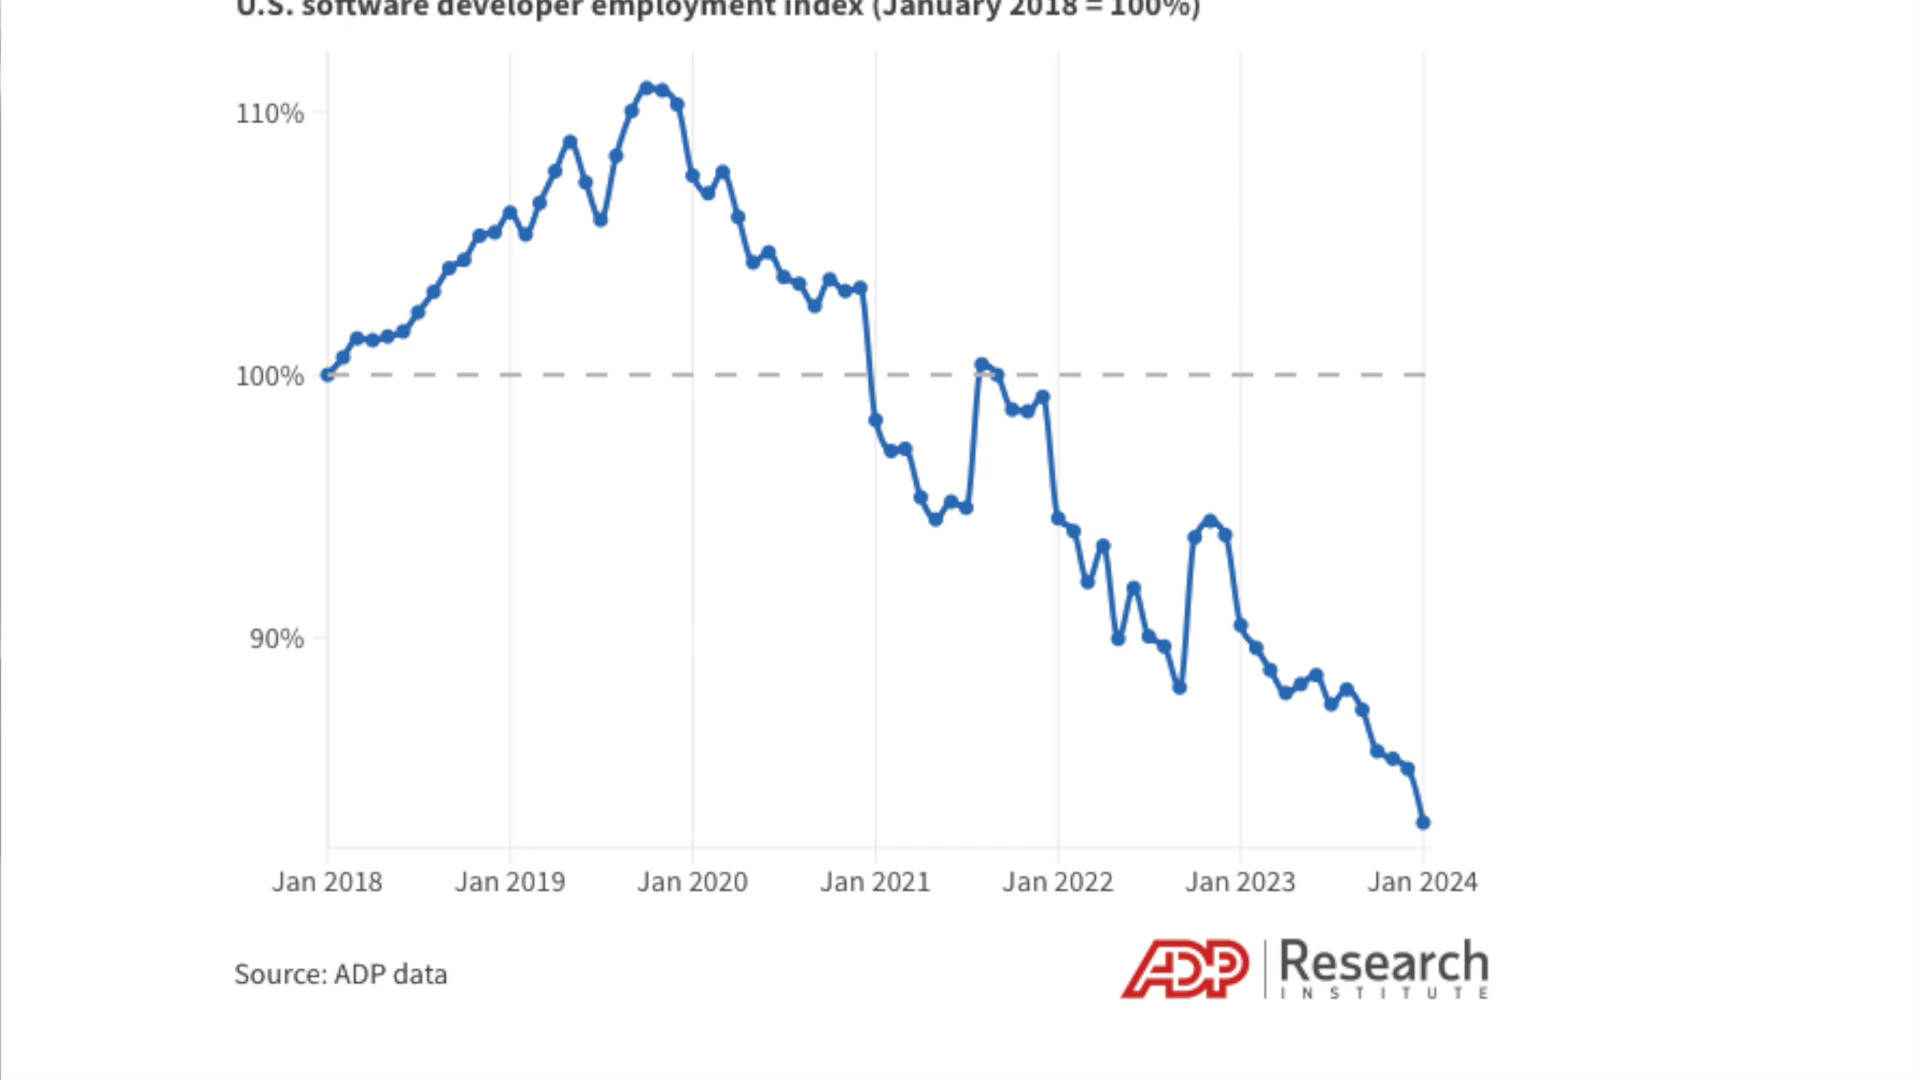 U.S. software developer employment index (January 2018 = 100%)
110%
100%
90%
Jan 2018 Jan 2019 Jan 2020 Jan 2021 Jan 2022 Jan 2023 Jan 2024
Source: ADP data
ADP Research
INSTITUTE